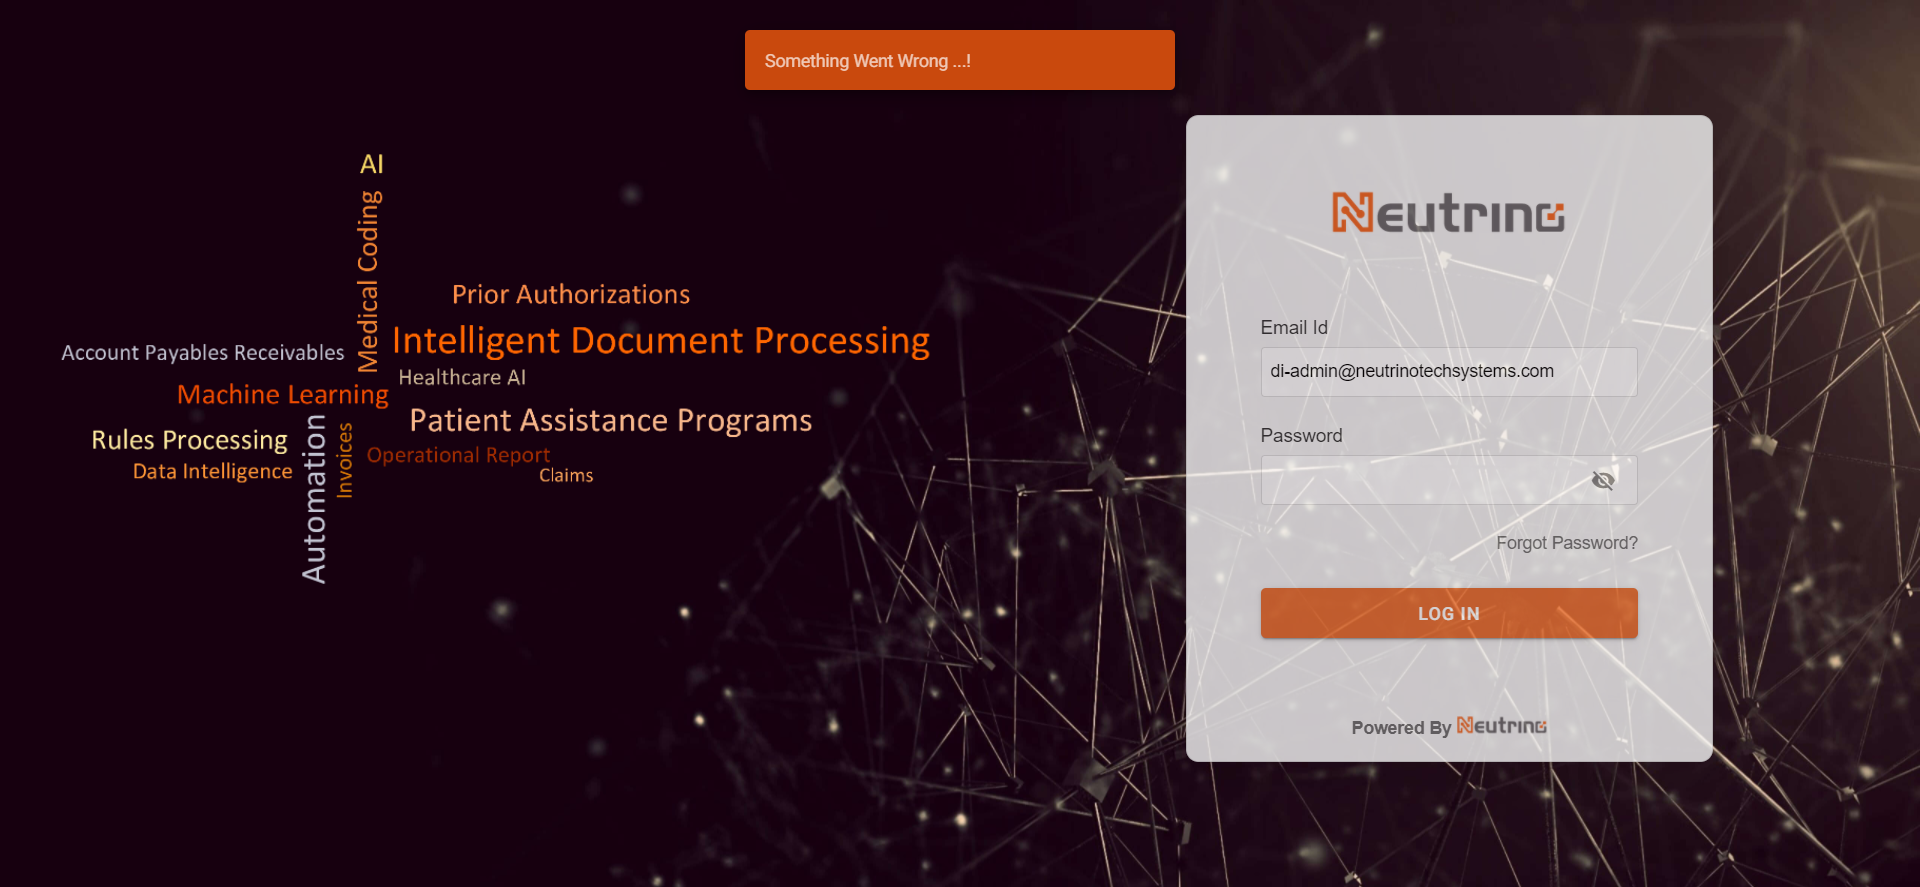 Something Went Wrong ...!
AI
Medical Coding
Prior Authorizations
Intelligent Document Processing
Account Payables Receivables
Healthcare AI
Machine Learning
Patient Assistance Programs
Rules Processing
Automation
Invoices
Operational Report
Data Intelligence
Claims
Neutrino
Email Id
di-admin@neutrinotechsystems.com
Password
Forgot Password?
LOG IN
Powered By Neutrino